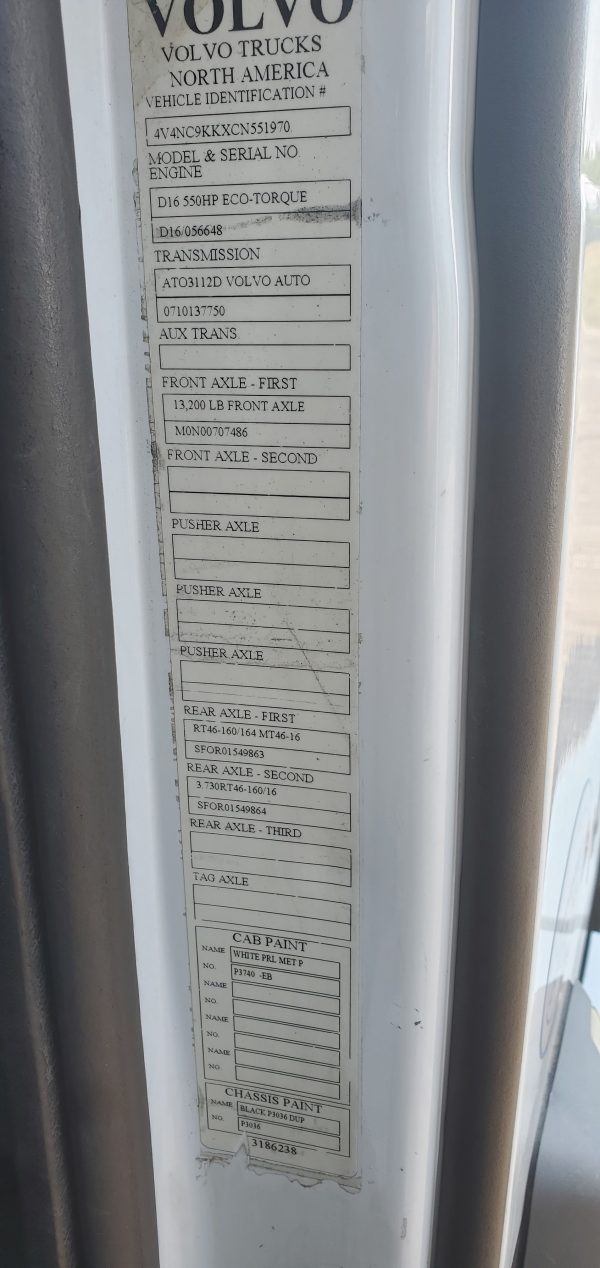 VOLVO
VOLVO TRUCKS
NORTH AMERICA
VEHICLE IDENTIFICATION #
4V4NC9KKXCN551970
MODEL & SERIAL NO.
ENGINE
D16 550HP ECO-TORQUE
D16/056648
TRANSMISSION
ATO3112D VOLVO AUTO
0710137750
AUX TRANS
FRONT AXLE - FIRST
13,200 LB FRONT AXLE
M0N00707486
FRONT AXLE - SECOND
PUSHER AXLE
PUSHER AXLE
PUSHER AXLE
REAR AXLE - FIRST
RT46-160/164 MT46-16
SFOR01549863
REAR AXLE - SECOND
3.730RT46-160/16
SFOR01549864
REAR AXLE - THIRD
TAG AXLE
CAB PAINT
NAME WHITE PRL MET P
NO. P3740 -EB
NAME
NO.
NAME
NO.
NAME
NO.
CHASSIS PAINT
NAME BLACK P3036 DUP
NO. P3036
3186238